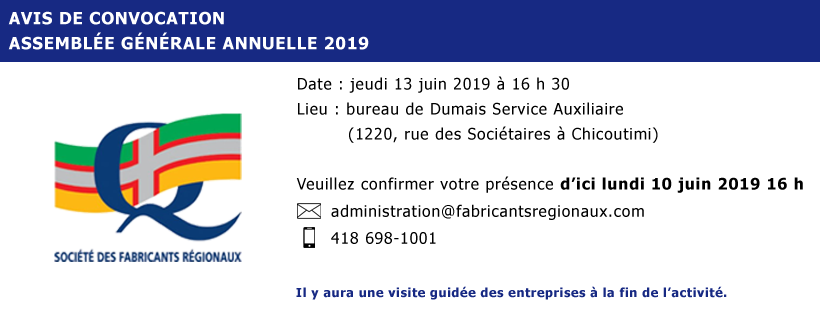 AVIS DE CONVOCATION
ASSEMBLÉE GÉNÉRALE ANNUELLE 2019
Date : jeudi 13 juin 2019 à 16 h 30
Lieu : bureau de Dumais Service Auxiliaire
(1220, rue des Sociétaires à Chicoutimi)
Veuillez confirmer votre présence d'ici lundi 10 juin 2019 16 h
administration@fabricantsregionaux.com
418 698-1001
Q
SOCIÉTÉ DES FABRICANTS RÉGIONAUX
Il y aura une visite guidée des entreprises à la fin de l'activité.